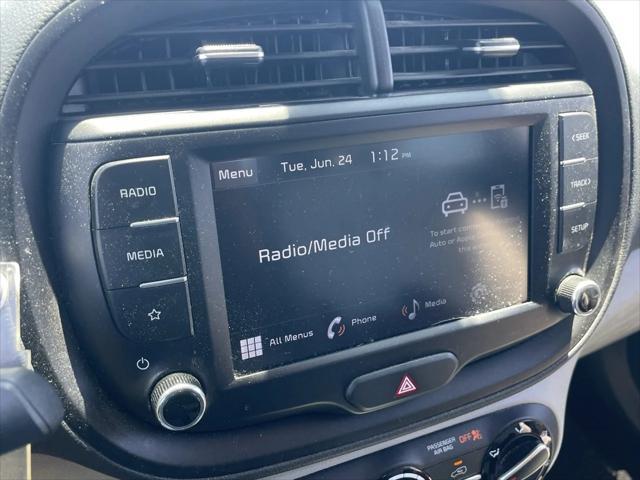 Menu Tue, Jun. 24 1:12 PM
RADIO
MEDIA
Radio/Media Off
To start
Auto or
this
All Menus Phone Media
<SEEK
TRACK>
SETUP
PASSENGER
AIR BAG OFF